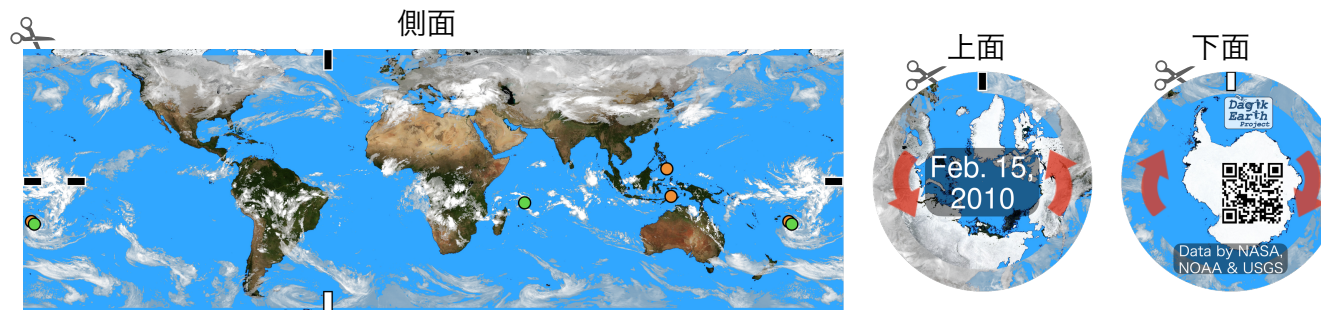 側面
上面
下面
Feb. 15,
2010
Dagik
Earth
Project
Data by NASA,
NOAA & USGS